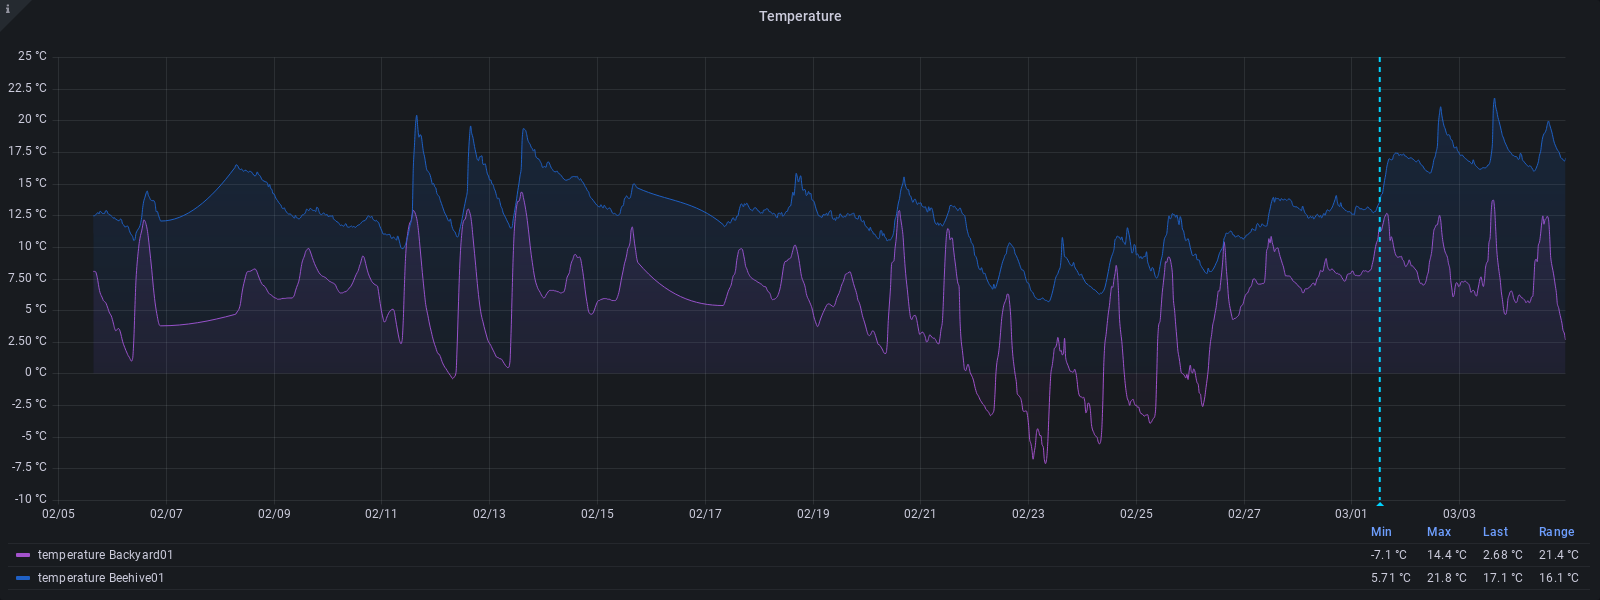 i
Temperature
25 °C
22.5 °C
20 °C
17.5 °C
15 °C
12.5 °C
10 °C
7.50 °C
5 °C
2.50 °C
0 °C
-2.5 °C
-5 °C
-7.5 °C
-10 °C
02/05 02/07 02/09 02/11 02/13 02/15 02/17 02/19 02/21 02/23 02/25 02/27 03/01 03/03
Min Max Last Range
temperature Backyard01 -7.1 °C 14.4 °C 2.68 °C 21.4 °C
temperature Beehive01 5.71 °C 21.8 °C 17.1 °C 16.1 °C